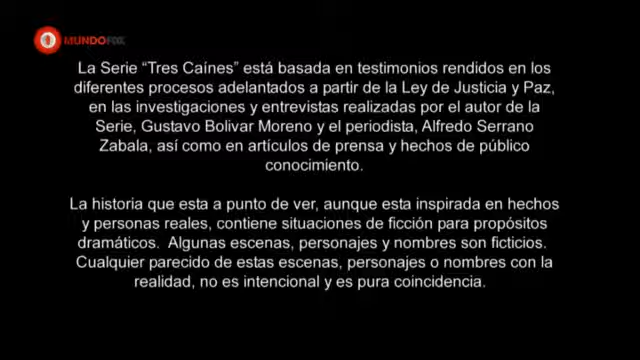 MUNDOFOX
La Serie “Tres Caínes” está basada en testimonios rendidos en los
diferentes procesos adelantados a partir de la Ley de Justicia y Paz,
en las investigaciones y entrevistas realizadas por el autor de la
Serie, Gustavo Bolivar Moreno y el periodista, Alfredo Serrano
Zabala, así como en artículos de prensa y hechos de público
conocimiento.
La historia que esta a punto de ver, aunque esta inspirada en hechos
y personas reales, contiene situaciones de ficción para propósitos
dramáticos. Algunas escenas, personajes y nombres son ficticios.
Cualquier parecido de estas escenas, personajes o nombres con la
realidad, no es intencional y es pura coincidencia.